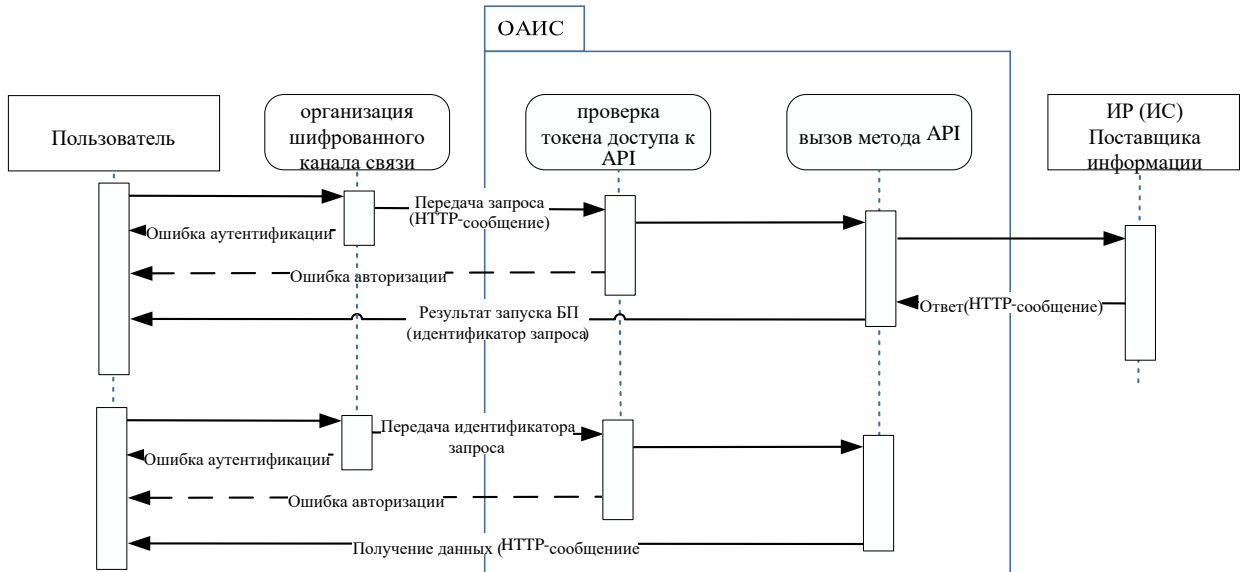 ОАИС
Пользователь
организация
шифрованного
канала связи
проверка
токена доступа к
API
вызов метода API
ИР (ИС)
Поставщика
информации
Передача запроса
(HTTP-сообщение)
Ошибка аутентификации
Ошибка авторизации
Ответ(HTTP-сообщение)
Результат запуска БП
(идентификатор запроса)
Передача идентификатора
запроса
Ошибка аутентификации
Ошибка авторизации
Получение данных (HTTP-сообщениие